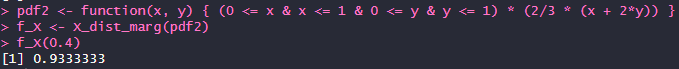 > pdf2 <- function(x, y) { (0 <= x & x <= 1 & 0 <= y & y <= 1) * (2/3 * (x + 2*y)) }
> f_X <- X_dist_marg(pdf2)
> f_X(0.4)
[1] 0.9333333